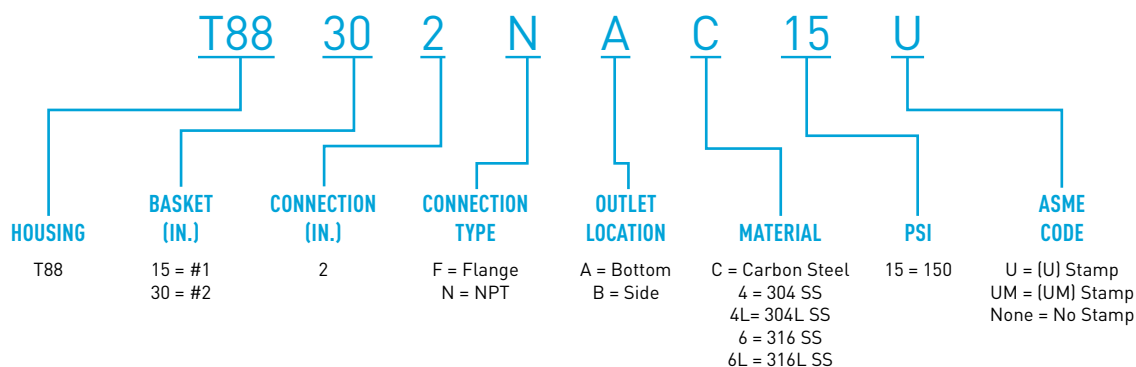 T88 30 2 N A C 15 U
HOUSING
T88
BASKET
(IN.)
15 = #1
30 = #2
CONNECTION
(IN.)
2
CONNECTION
TYPE
F = Flange
N = NPT
OUTLET
LOCATION
A = Bottom
B = Side
MATERIAL
C = Carbon Steel
4 = 304 SS
4L= 304L SS
6 = 316 SS
6L = 316L SS
PSI
15 = 150
ASME
CODE
U = (U) Stamp
UM = (UM) Stamp
None = No Stamp